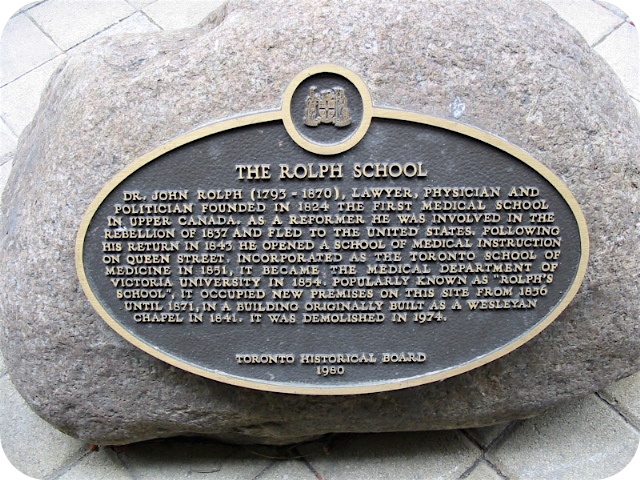 THE ROLPH SCHOOL
DR. JOHN ROLPH (1793 - 1870), LAWYER, PHYSICIAN AND
POLITICIAN FOUNDED IN 1824 THE FIRST MEDICAL SCHOOL
IN UPPER CANADA. AS A REFORMER HE WAS INVOLVED IN THE
REBELLION OF 1837 AND FLED TO THE UNITED STATES. FOLLOWING
HIS RETURN IN 1843 HE OPENED A SCHOOL OF MEDICAL INSTRUCTION
ON QUEEN STREET. INCORPORATED AS THE TORONTO SCHOOL OF
MEDICINE IN 1851, IT BECAME THE MEDICAL DEPARTMENT OF
VICTORIA UNIVERSITY IN 1854. POPULARLY KNOWN AS "ROLPH'S
SCHOOL", IT OCCUPIED NEW PREMISES ON THIS SITE FROM 1856
UNTIL 1871, IN A BUILDING ORIGINALLY BUILT AS A WESLEYAN
CHAPEL IN 1841. IT WAS DEMOLISHED IN 1974.
TORONTO HISTORICAL BOARD
1980